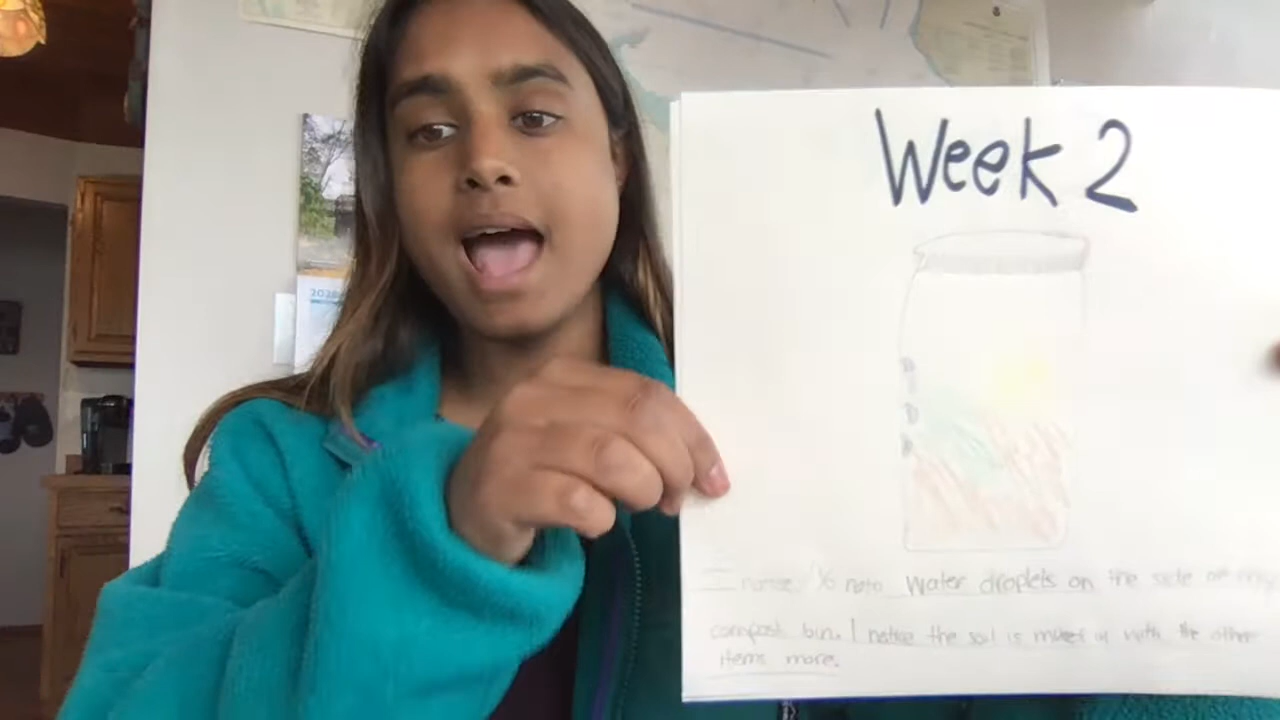 Week 2
I notice Water droplets on the side of my
compost bin. I notice the soil is mixed in with the other
items more.
2020